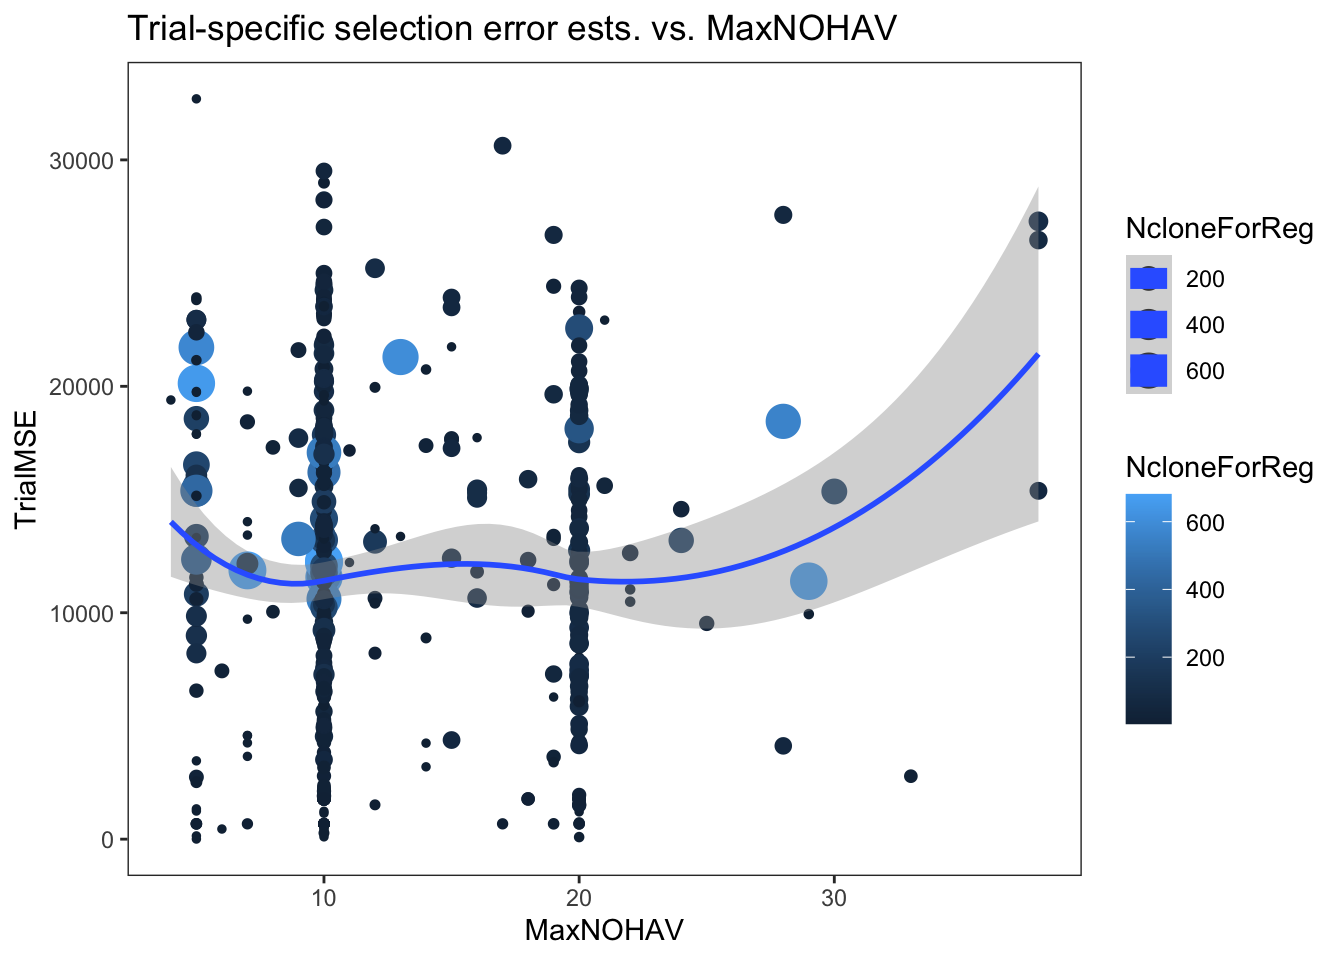 Trial-specific selection error ests. vs. MaxNOHAV
TrialMSE
30000
20000
10000
0
10
20
30
MaxNOHAV
NcloneForReg
200
400
600
NcloneForReg
600
400
200